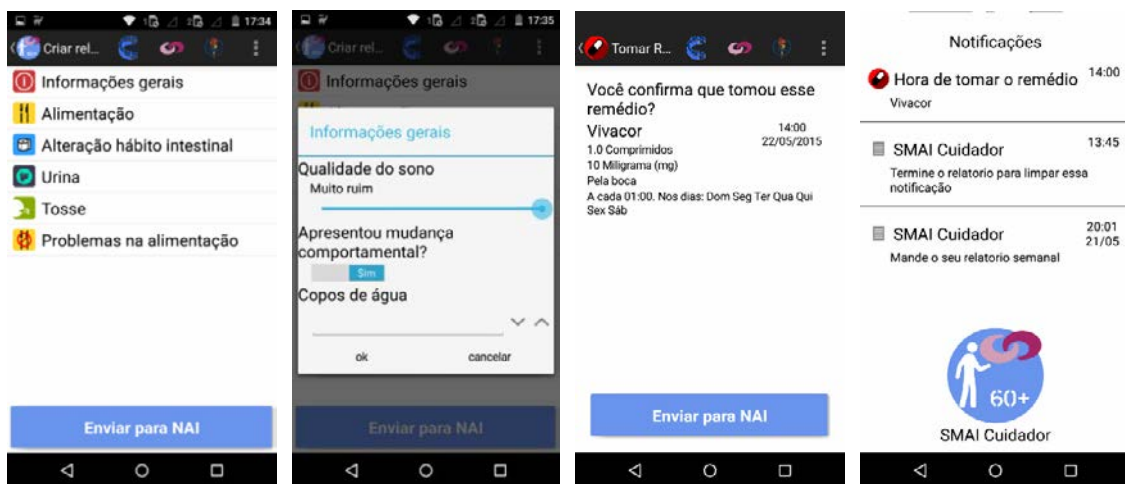 17:34
Criar rel...
Informações gerais
Alimentação
Alteração hábito intestinal
Urina
Tosse
Problemas na alimentação
Enviar para NAI
17:35
Criar rel...
Informações gerais
Informações gerais
Qualidade do sono
Muito ruim
Apresentou mudança
comportamental?
Sim
Copos de água
ok cancelar
Enviar para NAI
Tomar R...
Você confirma que tomou esse
remédio?
Vivacor 14:00
1.0 Comprimidos 22/05/2015
10 Miligrama (mg)
Pela boca
A cada 01:00. Nos dias: Dom Seg Ter Qua Qui
Sex Sáb
Enviar para NAI
Notificações
Hora de tomar o remédio 14:00
Vivacor
SMAI Cuidador 13:45
Termine o relatorio para limpar essa
notificação
SMAI Cuidador 20:01
21/05
Mande o seu relatorio semanal
60+
SMAI Cuidador